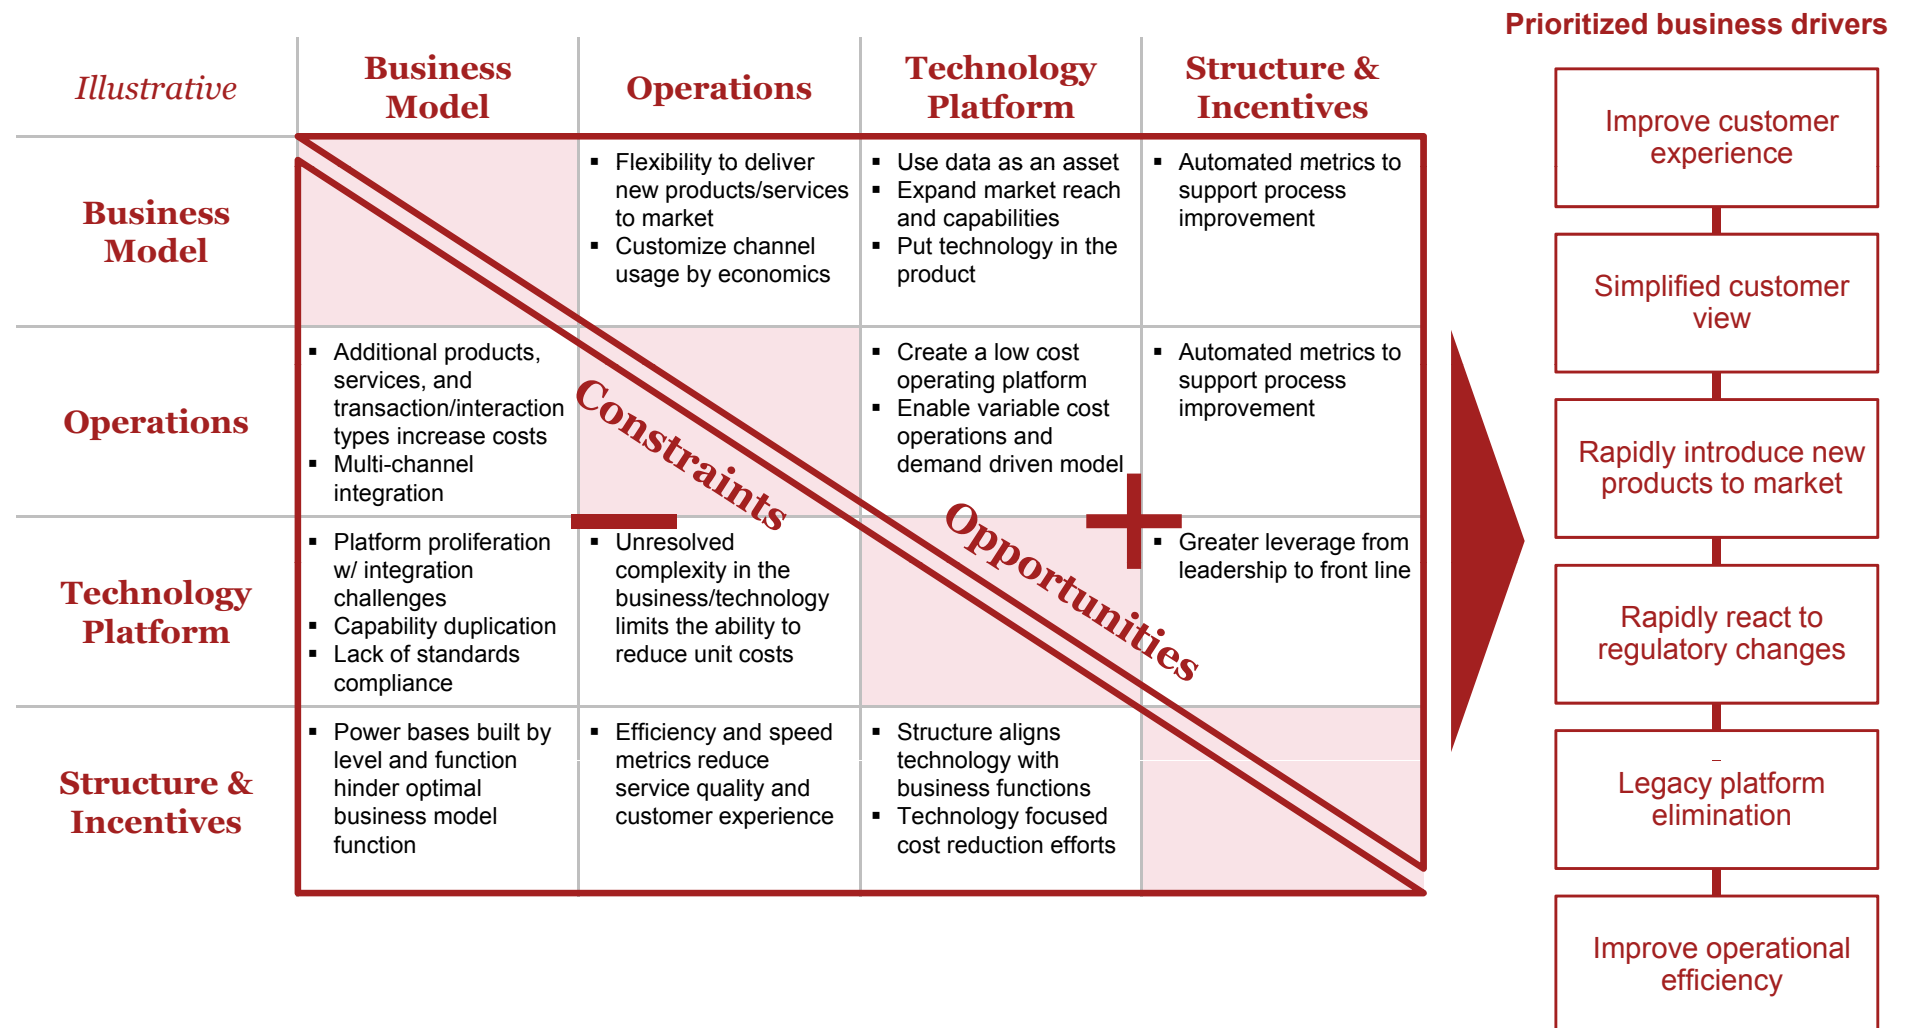 Prioritized business drivers
Illustrative
Business
Model
Operations
Technology
Platform
Structure &
Incentives
Business
Model
▪ Flexibility to deliver
new products/services
to market
▪ Customize channel
usage by economics
▪ Use data as an asset
▪ Expand market reach
and capabilities
▪ Put technology in the
product
▪ Automated metrics to
support process
improvement
Operations
▪ Additional products,
services, and
transaction/interaction
types increase costs
▪ Multi-channel
integration
▪ Create a low cost
operating platform
▪ Enable variable cost
operations and
demand driven model
▪ Automated metrics to
support process
improvement
Constraints
Opportunities
Technology
Platform
▪ Platform proliferation
w/ integration
challenges
▪ Capability duplication
▪ Lack of standards
compliance
▪ Unresolved
complexity in the
business/technology
limits the ability to
reduce unit costs
▪ Greater leverage from
leadership to front line
Structure &
Incentives
▪ Power bases built by
level and function
hinder optimal
business model
function
▪ Efficiency and speed
metrics reduce
service quality and
customer experience
▪ Structure aligns
technology with
business functions
▪ Technology focused
cost reduction efforts
Improve customer
experience
Simplified customer
view
Rapidly introduce new
products to market
Rapidly react to
regulatory changes
Legacy platform
elimination
Improve operational
efficiency